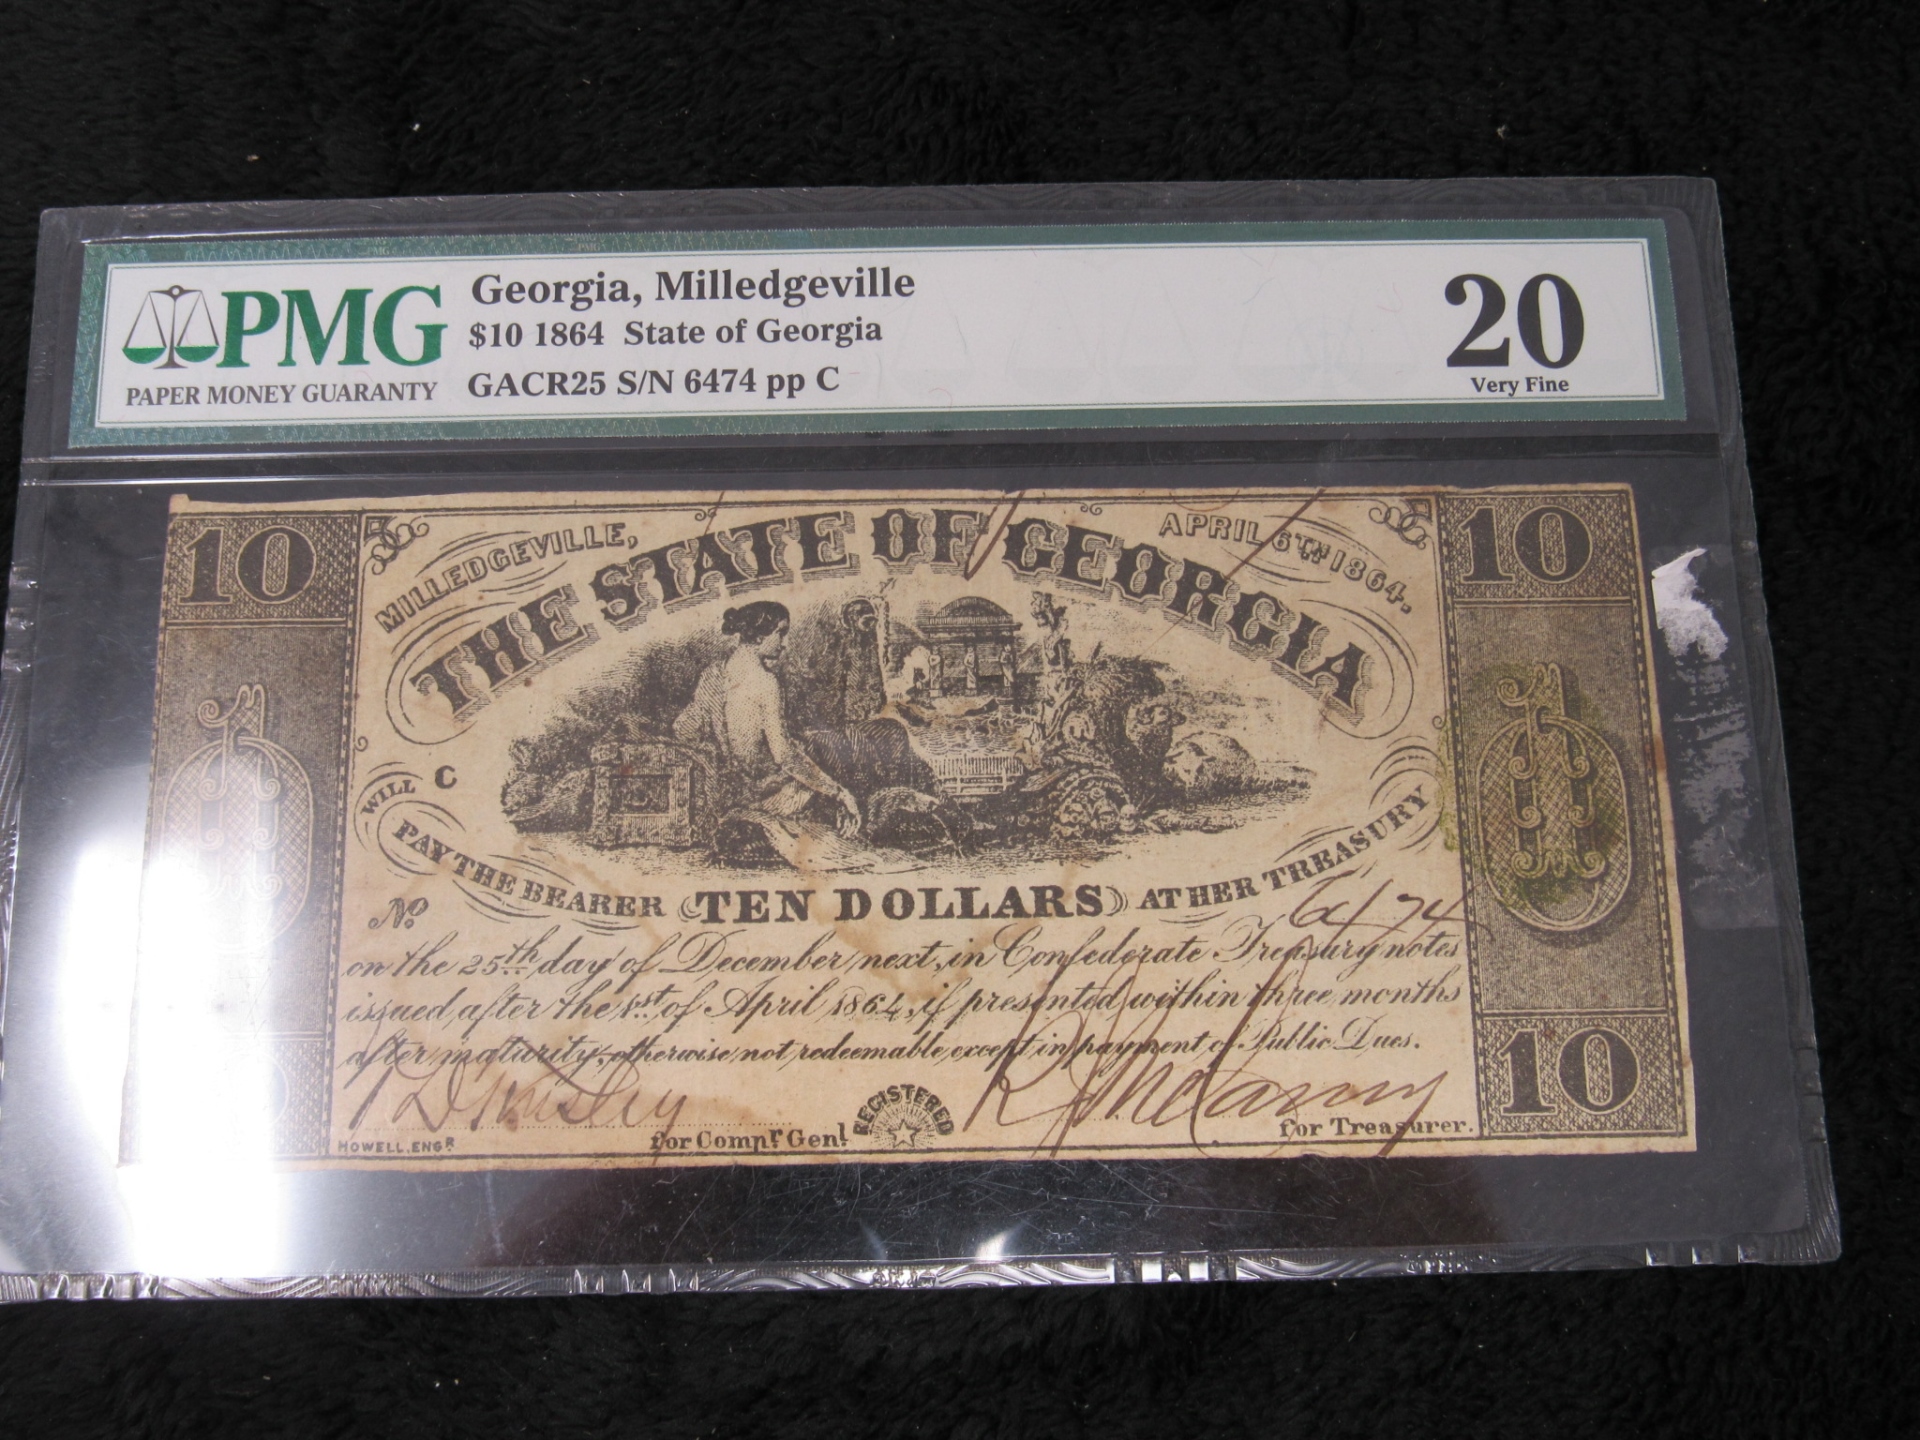 PMG
PAPER MONEY GUARANTY
Georgia, Milledgeville
$10 1864 State of Georgia
GACR25 S/N 6474 pp C
20
Very Fine
10
MILLEDGEVILLE,
APRIL 6TH 1864.
10
THE STATE OF GEORGIA
C
WILL
PAY THE BEARER TEN DOLLARS AT HER TREASURY
No
6474
on the 25th day of December next, in Confederate Treasury notes
issued after the 1st of April 1864, if presented within three months
after maturity, otherwise not redeemable, except in payment of Public Dues.
10
for Compr Genl
REGISTERED
for Treasurer.
HOWELL, ENGR